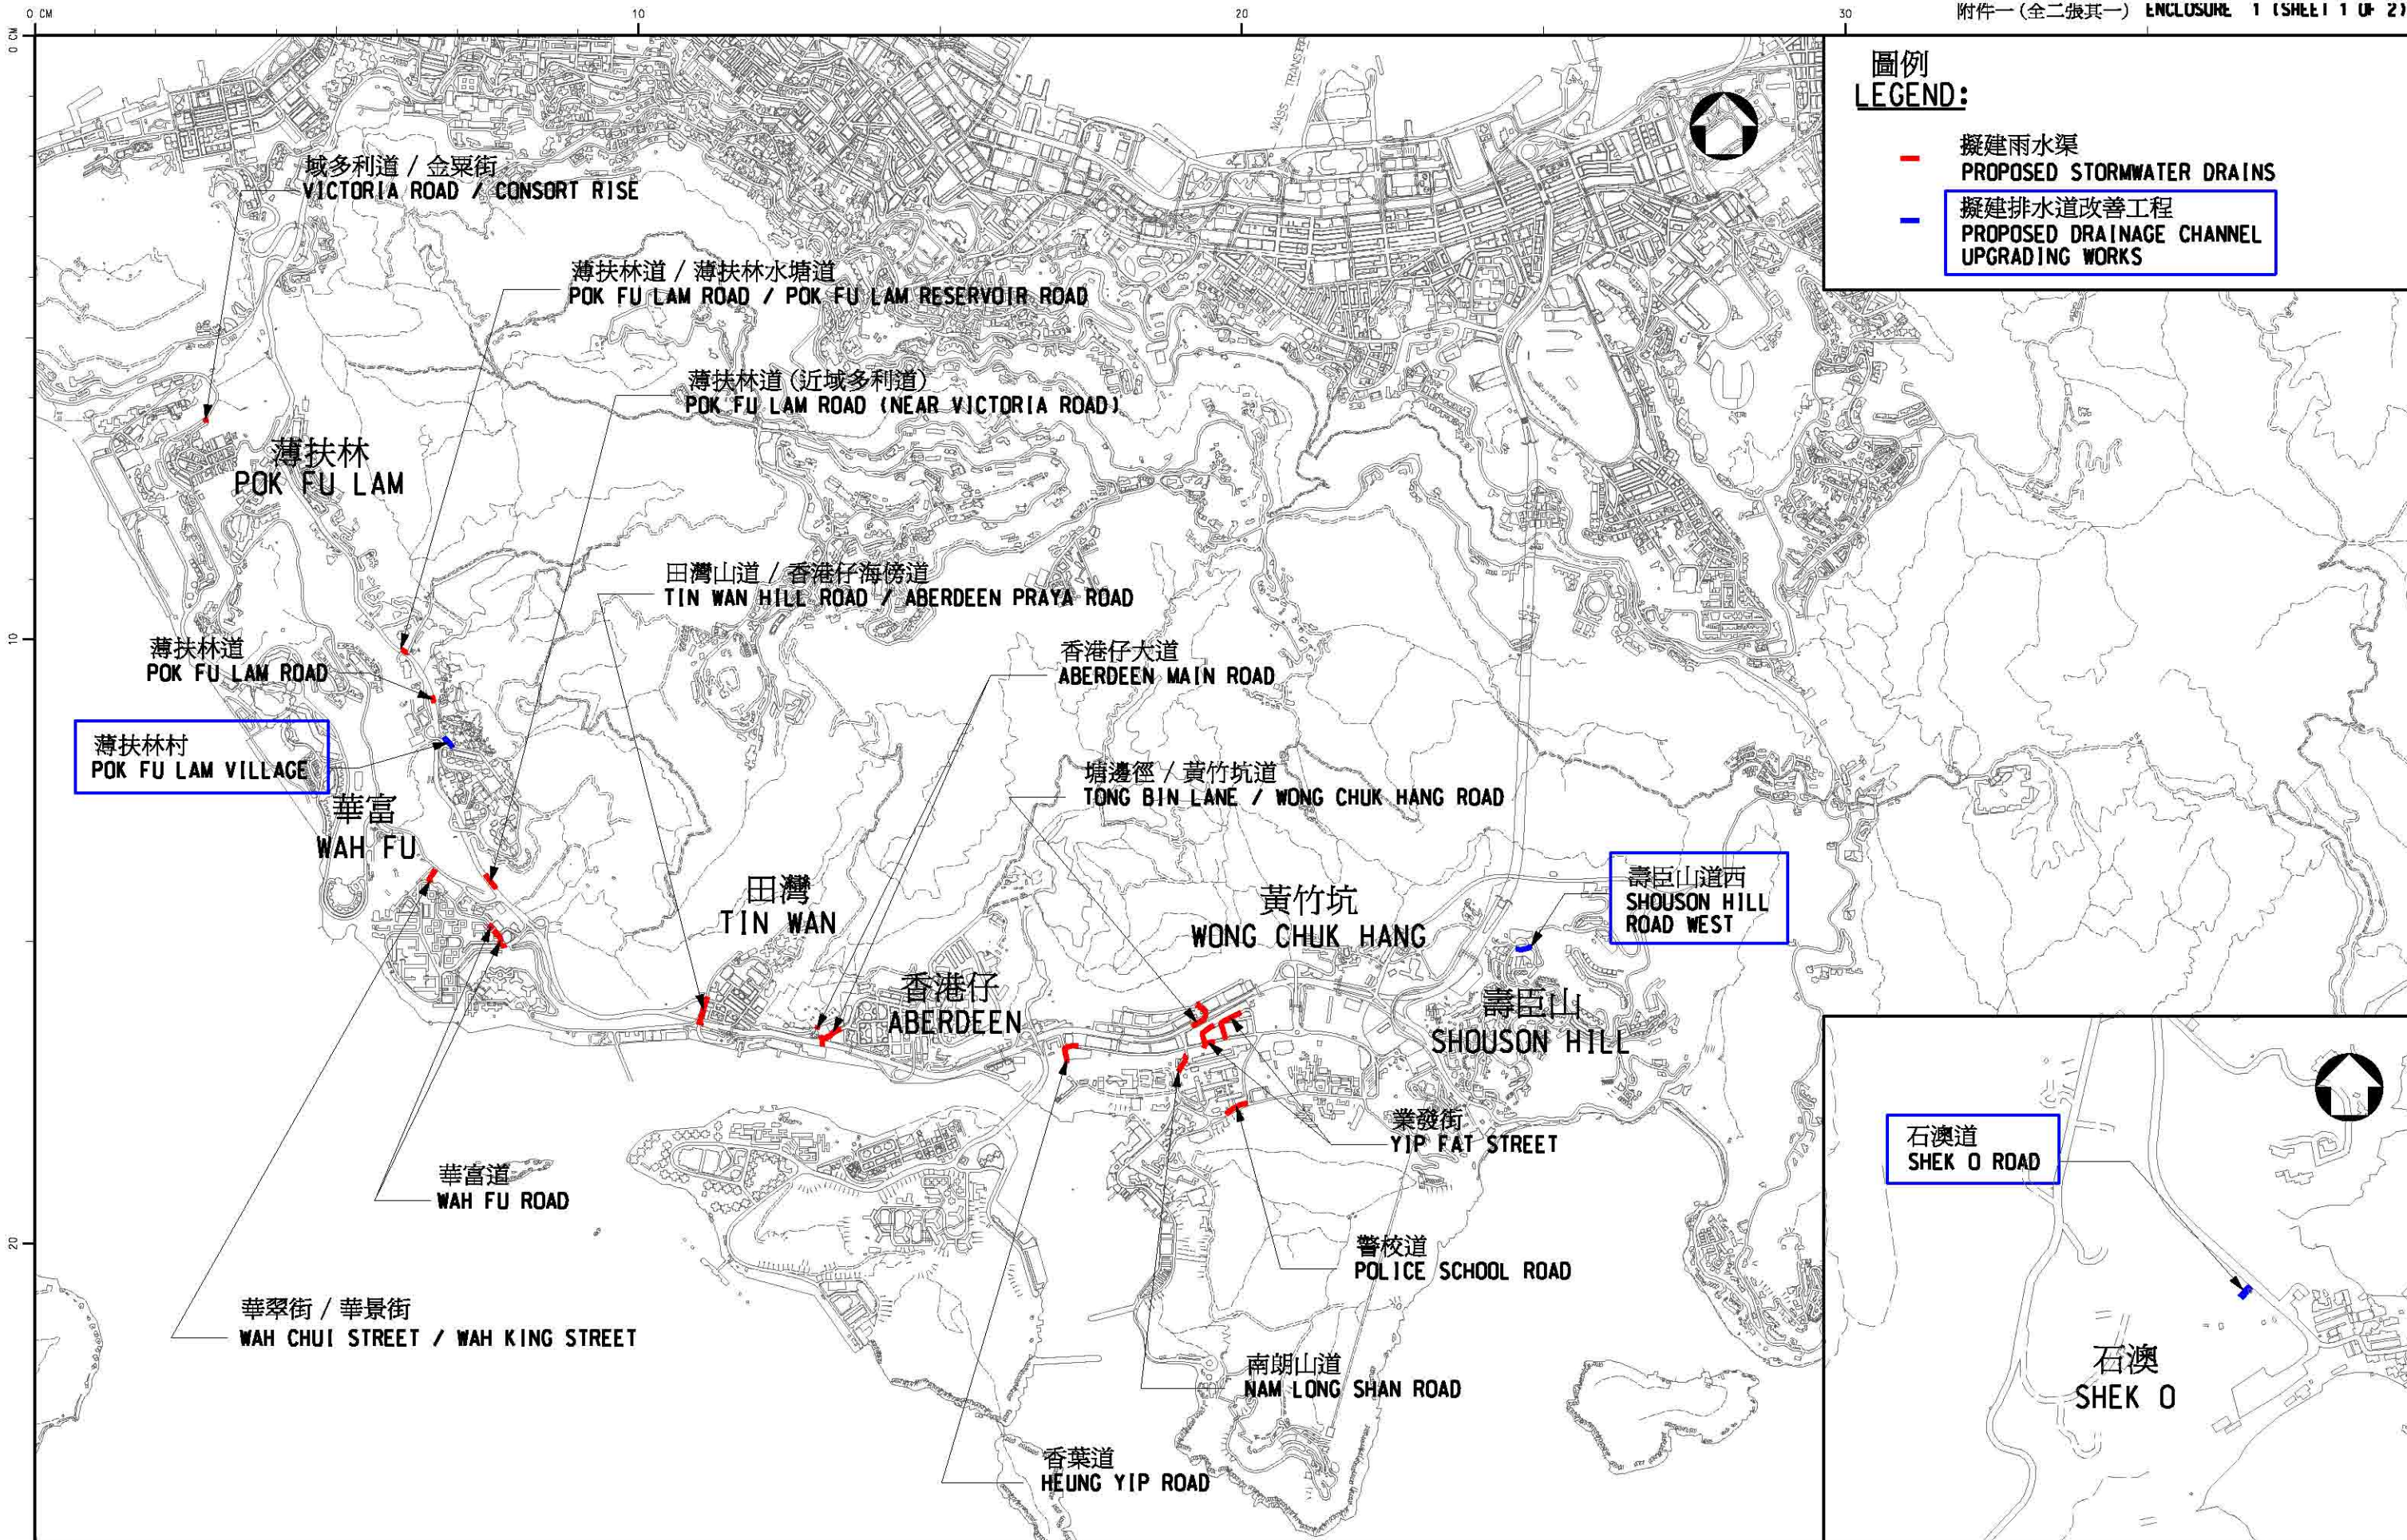 0 CM
10
20
30
附件一 (全二張其一) ENCLOSURE 1 (SHEET 1 OF 2)
0 CM
10
20
圖例
LEGEND:
擬建雨水渠
PROPOSED STORMWATER DRAINS
擬建排水道改善工程
PROPOSED DRAINAGE CHANNEL
UPGRADING WORKS
MASS TRANSIT
域多利道 / 金粟街
VICTORIA ROAD / CONSORT RISE
薄扶林道 / 薄扶林水塘道
POK FU LAM ROAD / POK FU LAM RESERVOIR ROAD
薄扶林道 (近域多利道)
POK FU LAM ROAD (NEAR VICTORIA ROAD)
薄扶林
POK FU LAM
田灣山道 / 香港仔海傍道
TIN WAN HILL ROAD / ABERDEEN PRAYA ROAD
薄扶林道
POK FU LAM ROAD
香港仔大道
ABERDEEN MAIN ROAD
薄扶林村
POK FU LAM VILLAGE
塘邊徑 / 黃竹坑道
TONG BIN LANE / WONG CHUK HANG ROAD
華富
WAH FU
田灣
TIN WAN
黃竹坑
WONG CHUK HANG
壽臣山道西
SHOUSON HILL
ROAD WEST
香港仔
ABERDEEN
壽臣山
SHOUSON HILL
業發街
YIP FAT STREET
石澳道
SHEK O ROAD
華富道
WAH FU ROAD
警校道
POLICE SCHOOL ROAD
華翠街 / 華景街
WAH CHUI STREET / WAH KING STREET
南朗山道
NAM LONG SHAN ROAD
石澳
SHEK O
香葉道
HEUNG YIP ROAD